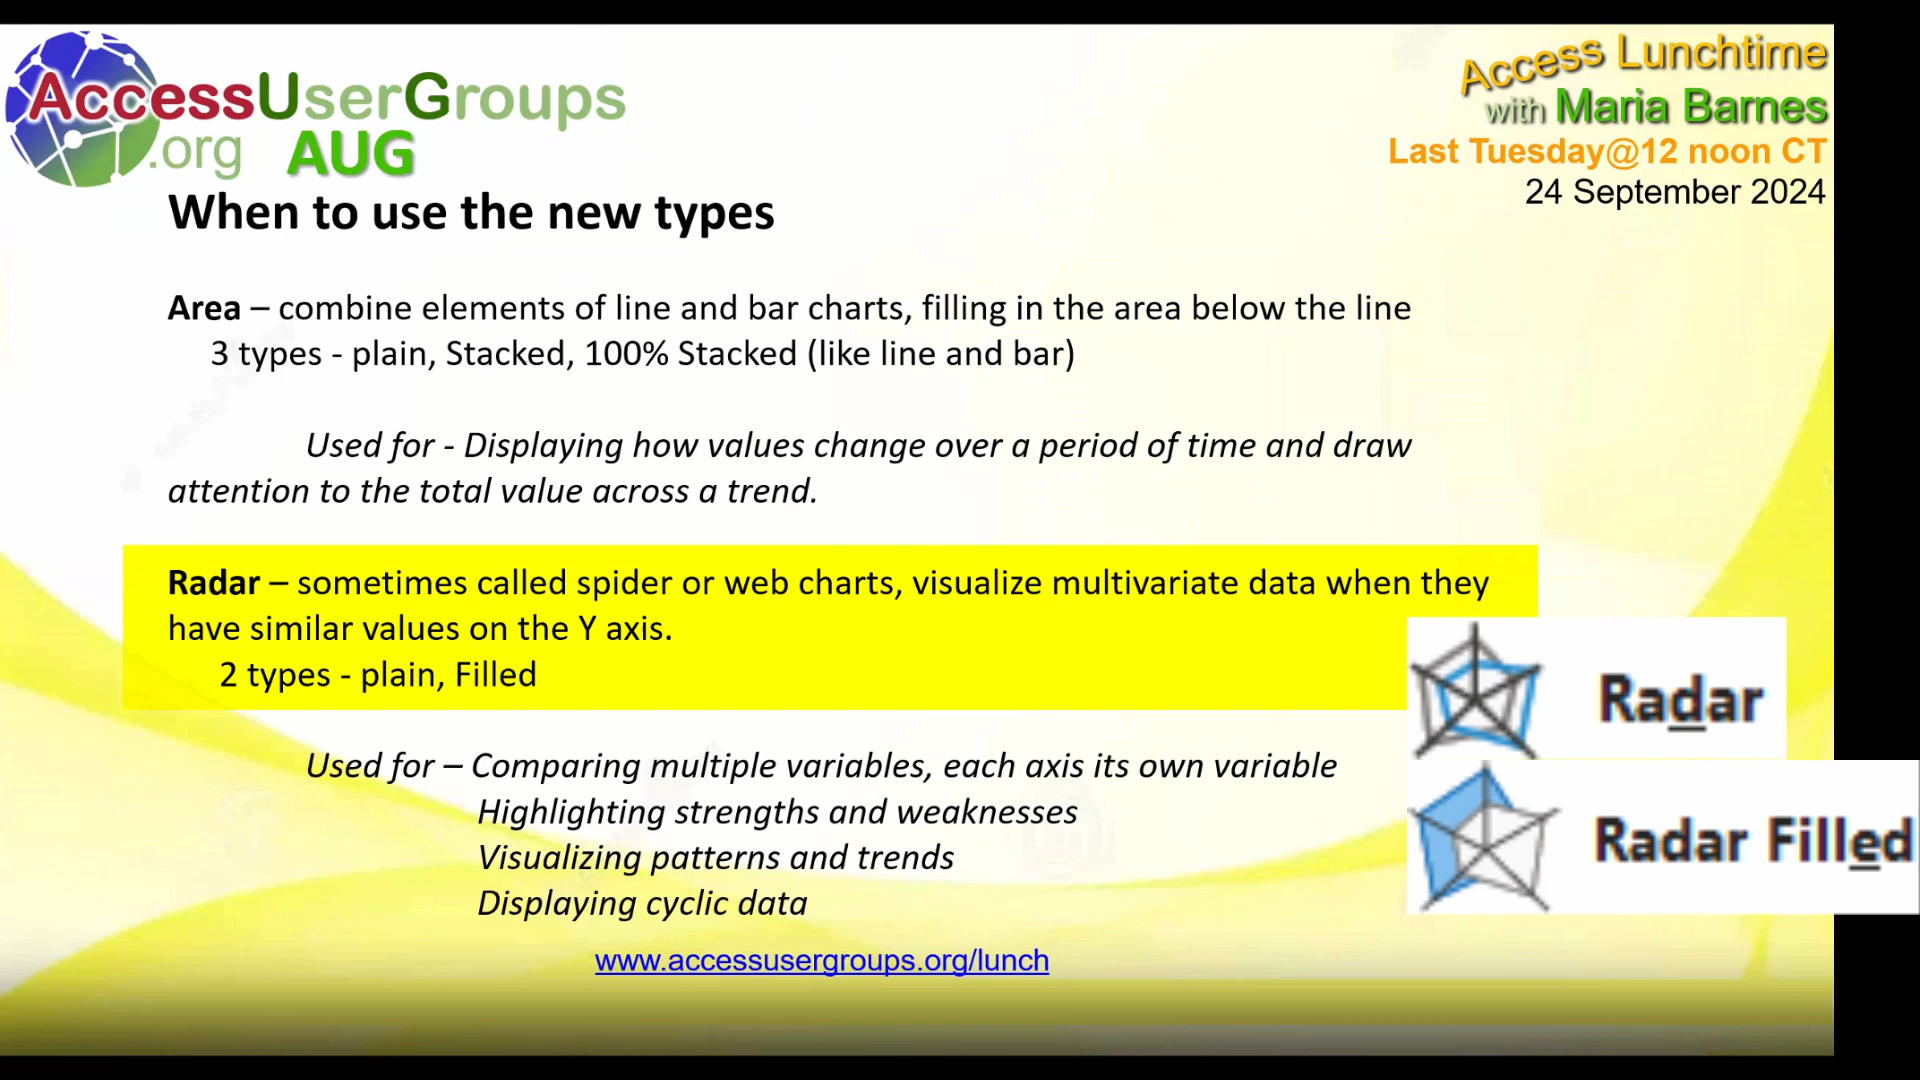 AccessUserGroups
.org AUG
Access Lunchtime
with Maria Barnes
Last Tuesday@12 noon CT
24 September 2024
When to use the new types
Area – combine elements of line and bar charts, filling in the area below the line
3 types - plain, Stacked, 100% Stacked (like line and bar)
Used for - Displaying how values change over a period of time and draw
attention to the total value across a trend.
Radar – sometimes called spider or web charts, visualize multivariate data when they
have similar values on the Y axis.
2 types - plain, Filled
Radar
Used for – Comparing multiple variables, each axis its own variable
Highlighting strengths and weaknesses
Visualizing patterns and trends
Displaying cyclic data
Radar Filled
www.accessusergroups.org/lunch